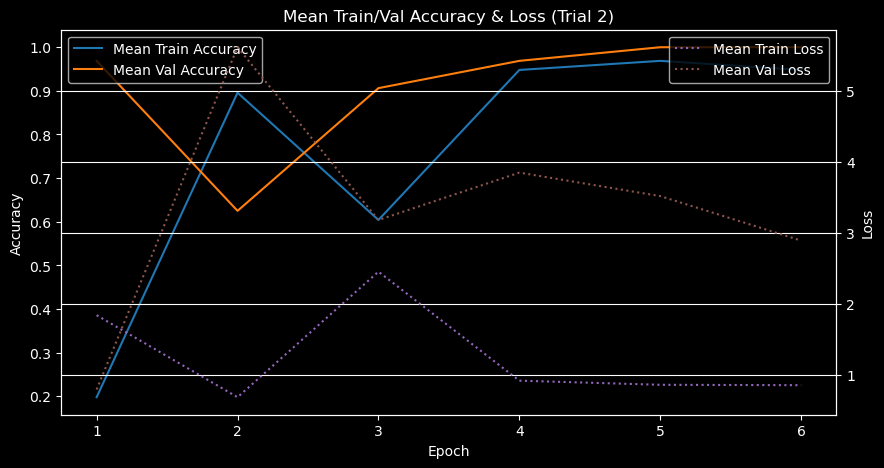 Mean Train/Val Accuracy & Loss (Trial 2)
Mean Train Accuracy
Mean Val Accuracy
Mean Train Loss
Mean Val Loss
1.0
0.9
0.8
0.7
0.6
0.5
0.4
0.3
0.2
Accuracy
5
4
3
2
1
Loss
1 2 3 4 5 6
Epoch